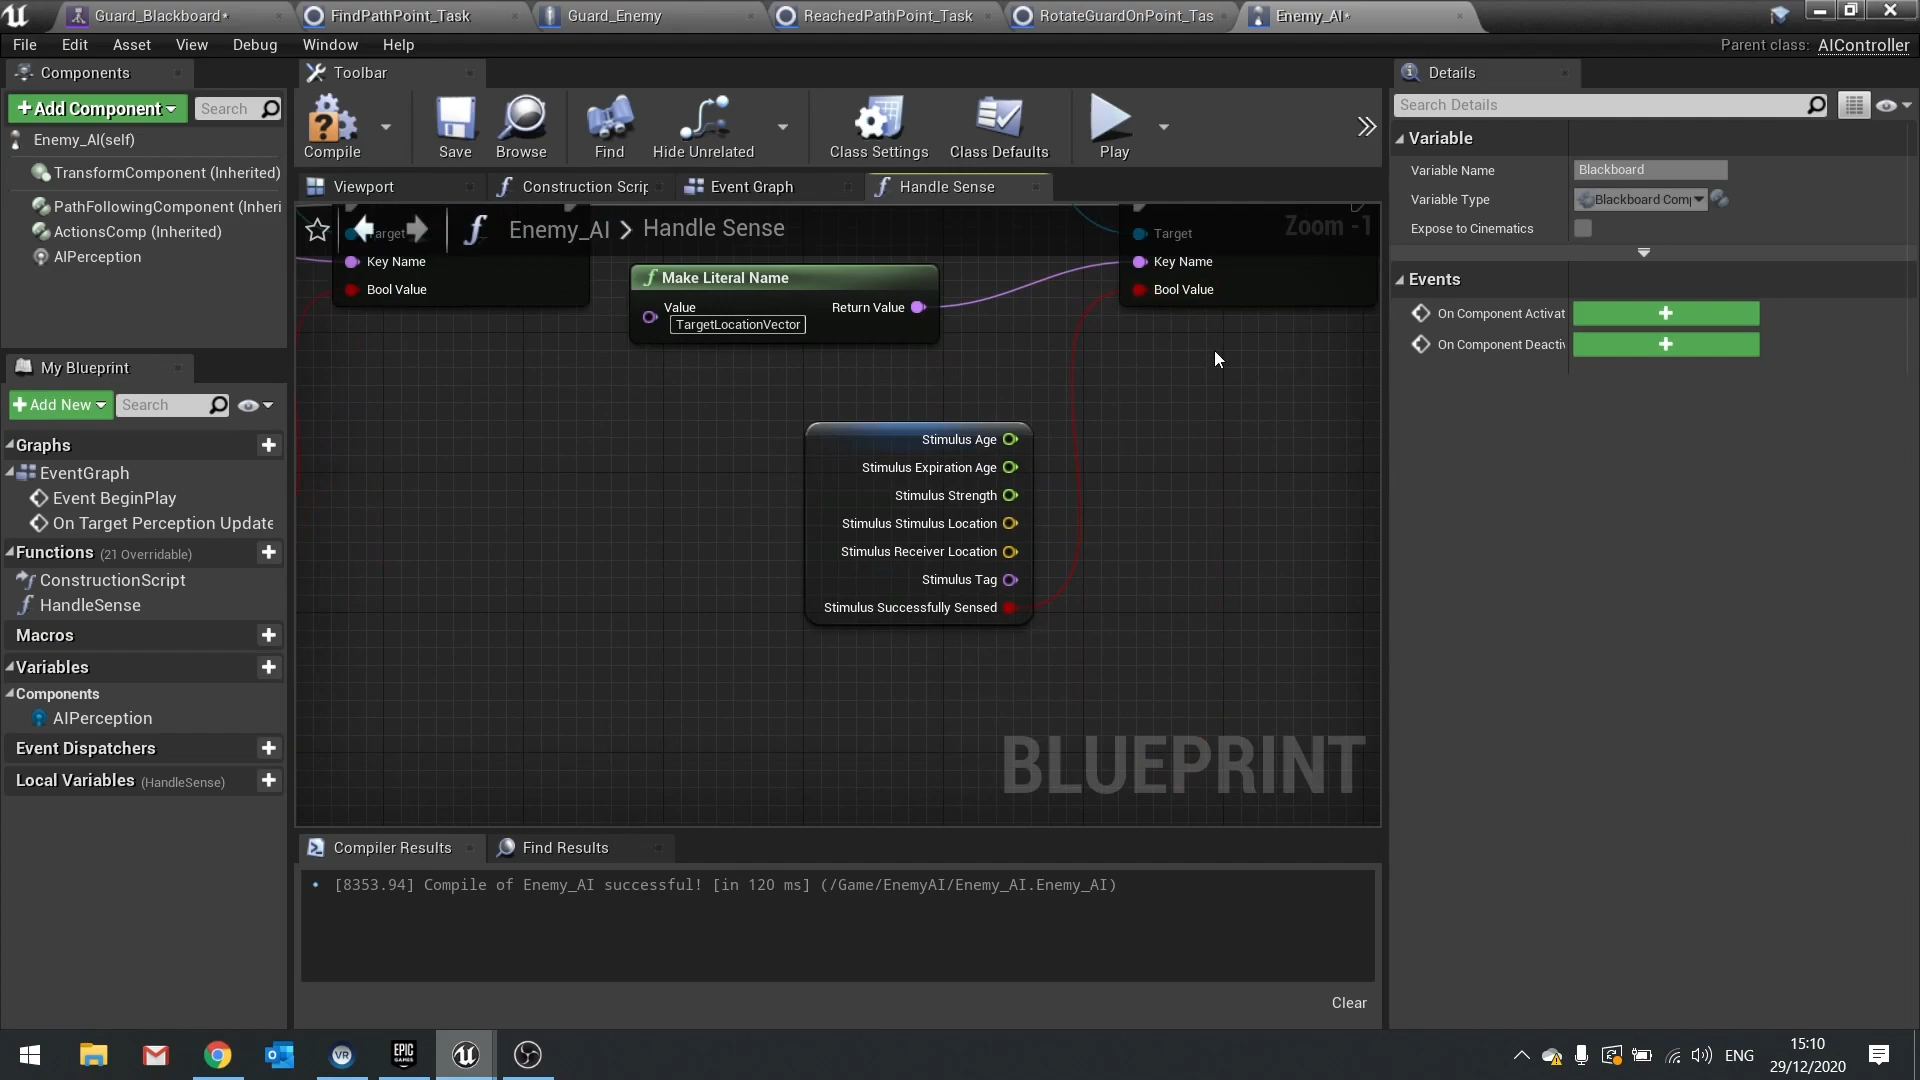 Guard_Blackboard*
FindPathPoint_Task
Guard_Enemy
ReachedPathPoint_Task
RotateGuardOnPoint_Tas
Enemy_AI*
File
Edit
Asset
View
Debug
Window
Help
Parent class: AIController
Components
Add Component
Search
Enemy_AI(self)
TransformComponent (Inherited)
PathFollowingComponent (Inheri
ActionsComp (Inherited)
AIPerception
Toolbar
Compile
Save
Browse
Find
Hide Unrelated
Class Settings
Class Defaults
Play
Viewport
Construction Scrip
Event Graph
Handle Sense
Enemy_AI > Handle Sense
Zoom -1
Target
Key Name
Bool Value
Make Literal Name
Value
TargetLocationVector
Return Value
Target
Key Name
Bool Value
Stimulus Age
Stimulus Expiration Age
Stimulus Strength
Stimulus Stimulus Location
Stimulus Receiver Location
Stimulus Tag
Stimulus Successfully Sensed
BLUEPRINT
My Blueprint
Add New
Search
Graphs
EventGraph
Event BeginPlay
On Target Perception Update
Functions (21 Overridable)
ConstructionScript
HandleSense
Macros
Variables
Components
AIPerception
Event Dispatchers
Local Variables (HandleSense)
Compiler Results
Find Results
[8353.94] Compile of Enemy_AI successful! [in 120 ms] (/Game/EnemyAI/Enemy_AI.Enemy_AI)
Clear
Details
Search Details
Variable
Variable Name
Blackboard
Variable Type
Blackboard Comp
Expose to Cinematics
Events
On Component Activat
On Component Deactiv
VR
EPIC
GAMES
ENG
15:10
29/12/2020